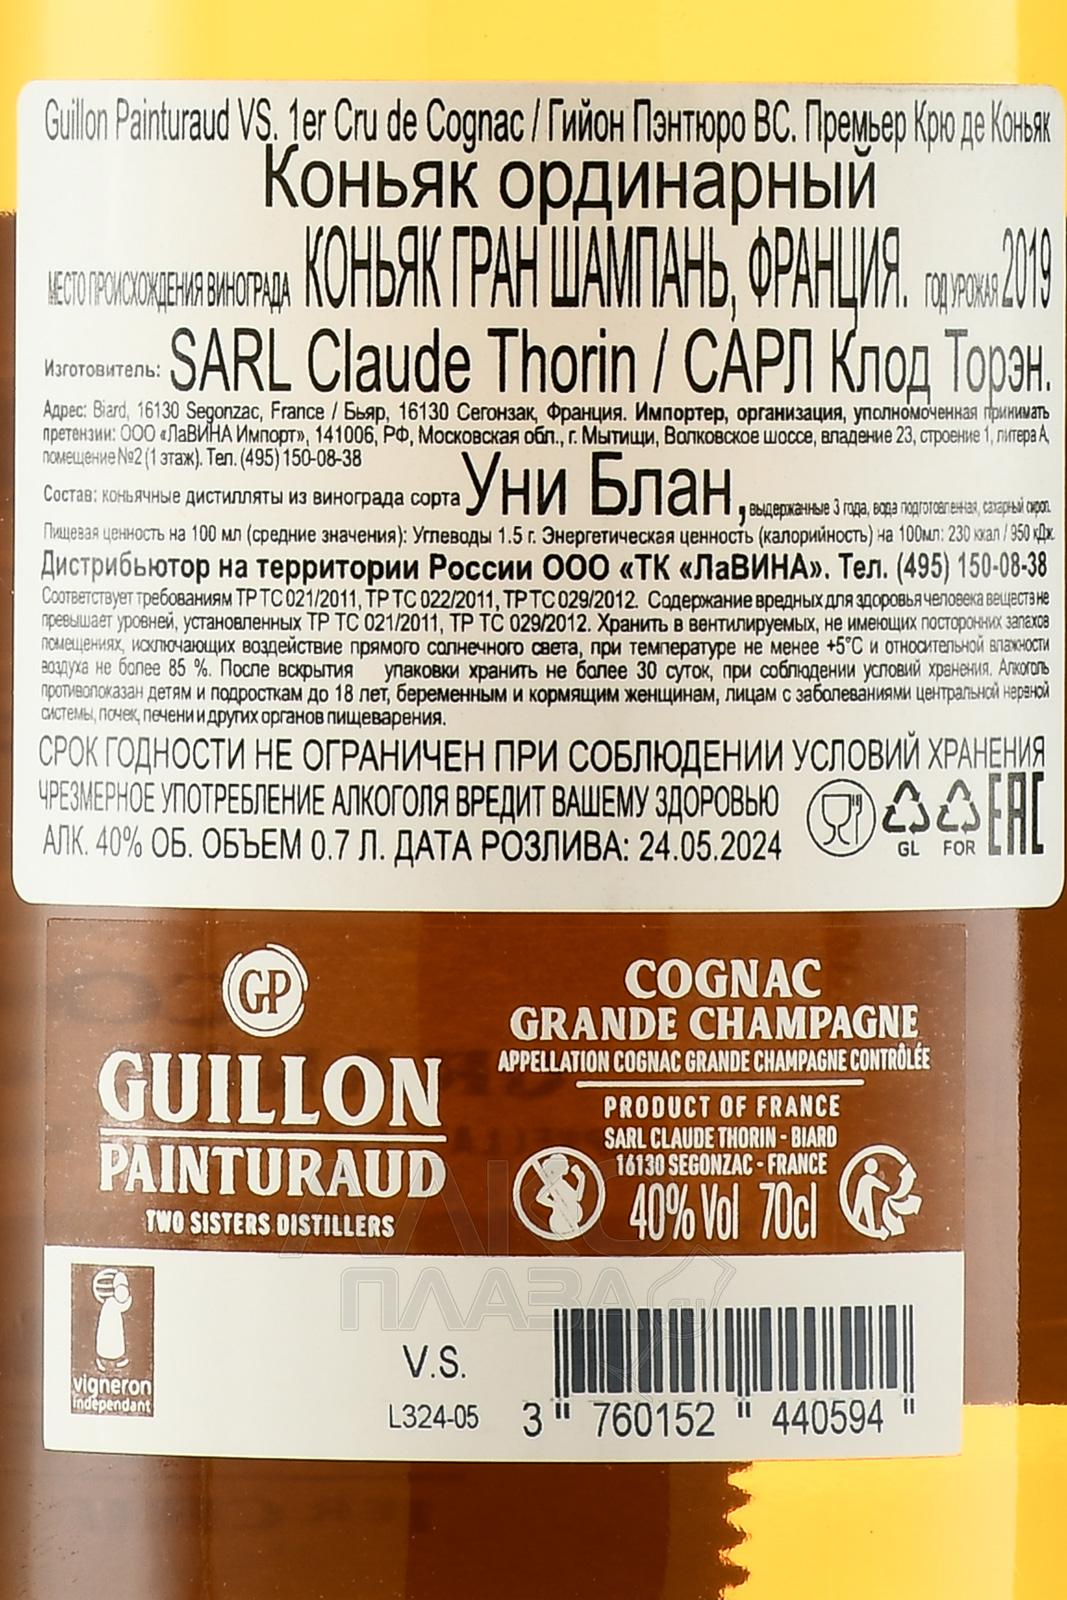 Guillon Painturaud VS. 1er Cru de Cognac / Гийон Пэнтюро ВС. Премьер Крю де Коньяк
Коньяк ординарный
МЕСТО ПРОИСХОЖДЕНИЯ ВИНОГРАДА КОНЬЯК ГРАН ШАМПАНЬ, ФРАНЦИЯ. ГОД УРОЖАЯ 2019
Изготовитель: SARL Claude Thorin / САРЛ Клод Торэн.
Адрес: Biard, 16130 Segonzac, France / Бьяр, 16130 Сегонзак, Франция. Импортер, организация, уполномоченная принимать
претензии: ООО «ЛаВИНА Импорт», 141006, РФ, Московская обл., г. Мытищи, Волковское шоссе, владение 23, строение 1, литера А,
помещение №2 (1 этаж). Тел. (495) 150-08-38
Состав: коньячные дистилляты из винограда сорта Уни Блан, выдержанные 3 года, вода подготовленная, сахарный сироп.
Пищевая ценность на 100 мл (средние значения): Углеводы 1.5 г. Энергетическая ценность (калорийность) на 100мл: 230 ккал / 950 кДж.
Дистрибьютор на территории России ООО «ТК «ЛаВИНА». Тел. (495) 150-08-38
Соответствует требованиям ТР ТС 021/2011, ТР ТС 022/2011, ТР ТС 029/2012. Содержание вредных для здоровья человека веществ не
превышает уровней, установленных ТР ТС 021/2011, ТР ТС 029/2012. Хранить в вентилируемых, не имеющих посторонних запахов
помещениях, исключающих воздействие прямого солнечного света, при температуре не менее +5°С и относительной влажности
воздуха не более 85 %. После вскрытия упаковки хранить не более 30 суток, при соблюдении условий хранения. Алкоголь
противопоказан детям и подросткам до 18 лет, беременным и кормящим женщинам, лицам с заболеваниями центральной нервной
системы, почек, печени и других органов пищеварения.
СРОК ГОДНОСТИ НЕ ОГРАНИЧЕН ПРИ СОБЛЮДЕНИИ УСЛОВИЙ ХРАНЕНИЯ
ЧРЕЗМЕРНОЕ УПОТРЕБЛЕНИЕ АЛКОГОЛЯ ВРЕДИТ ВАШЕМУ ЗДОРОВЬЮ
АЛК. 40% ОБ. ОБЪЕМ 0.7 Л. ДАТА РОЗЛИВА: 24.05.2024
GL FOR EAC
GP
GUILLON
PAINTURAUD
TWO SISTERS DISTILLERS
COGNAC
GRANDE CHAMPAGNE
APPELLATION COGNAC GRANDE CHAMPAGNE CONTRÔLÉE
PRODUCT OF FRANCE
SARL CLAUDE THORIN - BIARD
16130 SEGONZAC - FRANCE
40% Vol 70cl
АЛКО
ПЛАЗА.ru
vigneron
indépendant
V.S.
L324-05
3 "760152 "440594 "